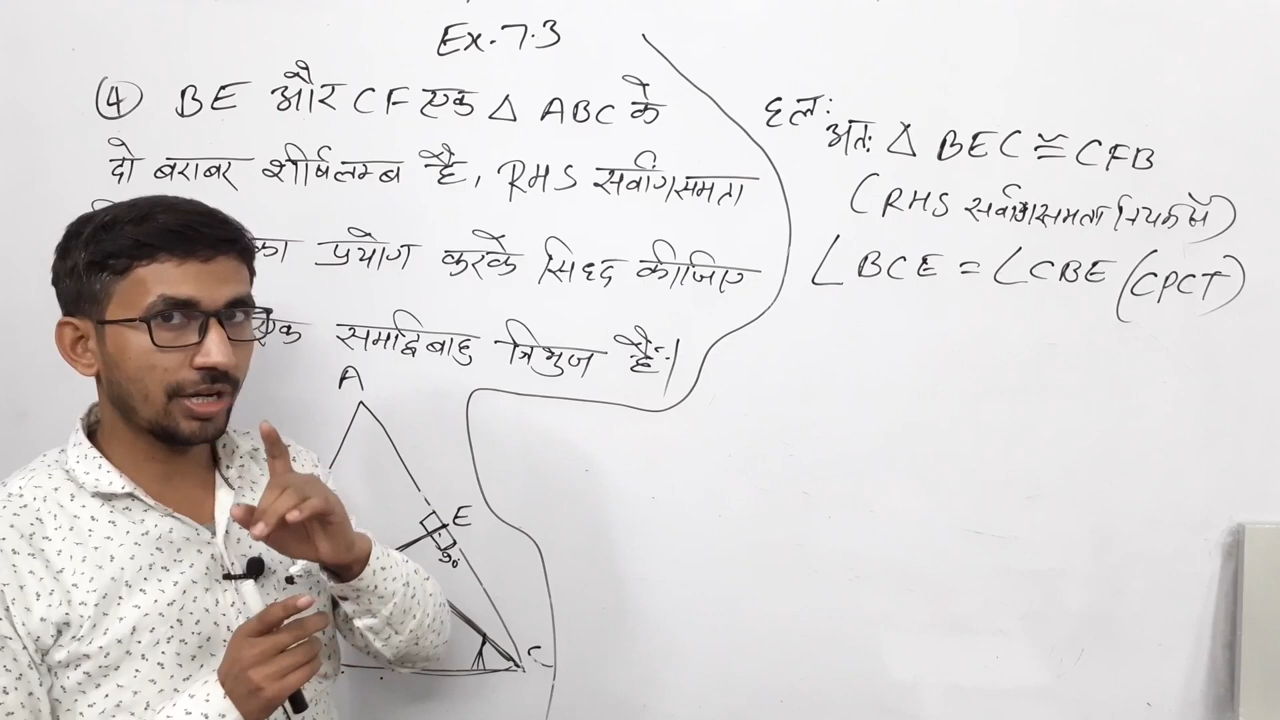 Ex. 7.3
④ BE और CF एक △ ABC के
दो बराबर शीर्षलम्ब है, RHS सर्वांगसमता
का प्रयोग करके सिध्द कीजिए
एक समद्विबाहु त्रिभुज है।
A
E
90°
C
हल:
अतः △ BEC ≅ CFB
(RHS सर्वांगसमता नियम से)
∠BCE = ∠CBE (CPCT)